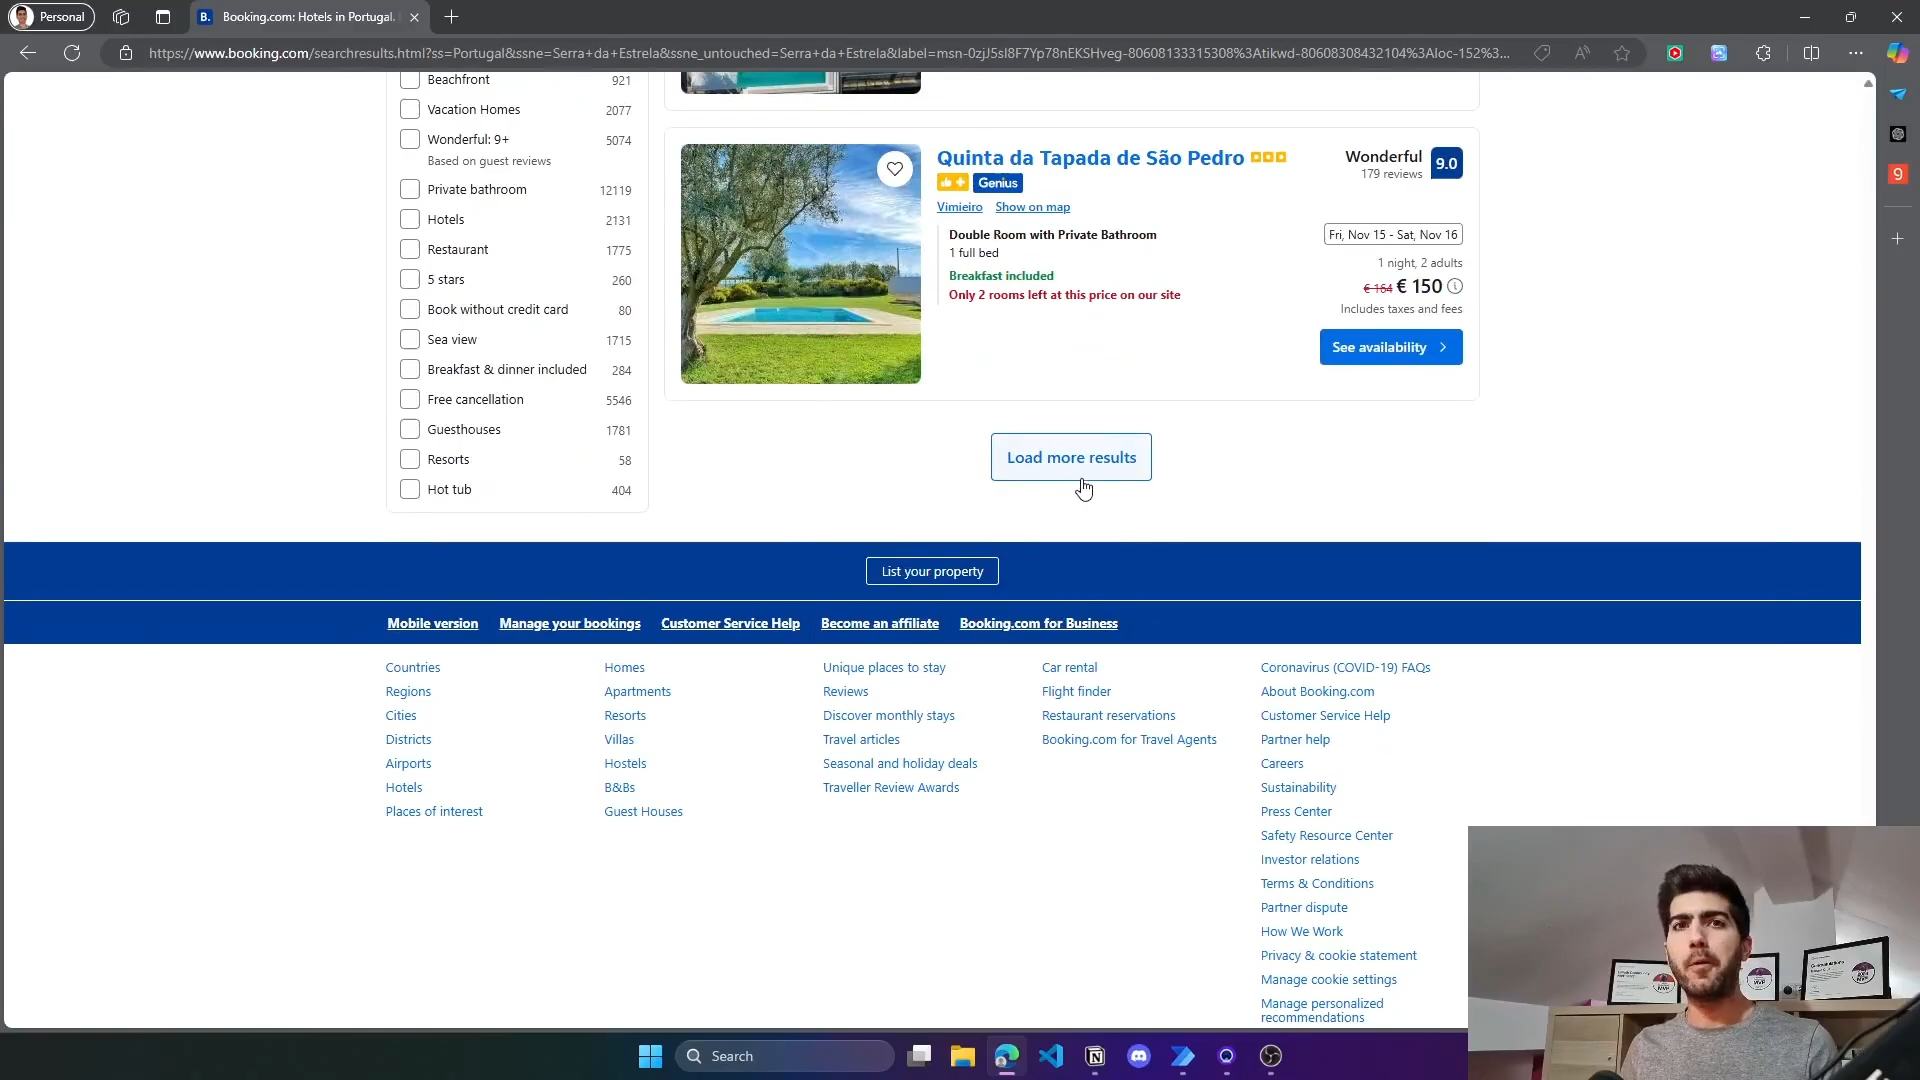 Personal
B. Booking.com: Hotels in Portugal.
https://www.booking.com/searchresults.html?ss=Portugal&ssne=Serra+da+Estrela&ssne_untouched=Serra+da+Estrela&label=msn-0zjJ5sI8F7Yp78nEKSHveg-80608133315308%3Atikwd-80608308432104%3Aloc-152%3...
Beachfront 921
Vacation Homes 2077
Wonderful: 9+ 5074
Based on guest reviews
Private bathroom 12119
Hotels 2131
Restaurant 1775
5 stars 260
Book without credit card 80
Sea view 1715
Breakfast & dinner included 284
Free cancellation 5546
Guesthouses 1781
Resorts 58
Hot tub 404
Quinta da Tapada de São Pedro
Genius
Vimieiro Show on map
Double Room with Private Bathroom
1 full bed
Breakfast included
Only 2 rooms left at this price on our site
Wonderful 9.0
179 reviews
Fri, Nov 15 - Sat, Nov 16
1 night, 2 adults
€ 164 € 150
Includes taxes and fees
See availability
Load more results
List your property
Mobile version Manage your bookings Customer Service Help Become an affiliate Booking.com for Business
Countries
Regions
Cities
Districts
Airports
Hotels
Places of interest
Homes
Apartments
Resorts
Villas
Hostels
B&Bs
Guest Houses
Unique places to stay
Reviews
Discover monthly stays
Travel articles
Seasonal and holiday deals
Traveller Review Awards
Car rental
Flight finder
Restaurant reservations
Booking.com for Travel Agents
Coronavirus (COVID-19) FAQs
About Booking.com
Customer Service Help
Partner help
Careers
Sustainability
Press Center
Safety Resource Center
Investor relations
Terms & Conditions
Partner dispute
How We Work
Privacy & cookie statement
Manage cookie settings
Manage personalized
recommendations
Search